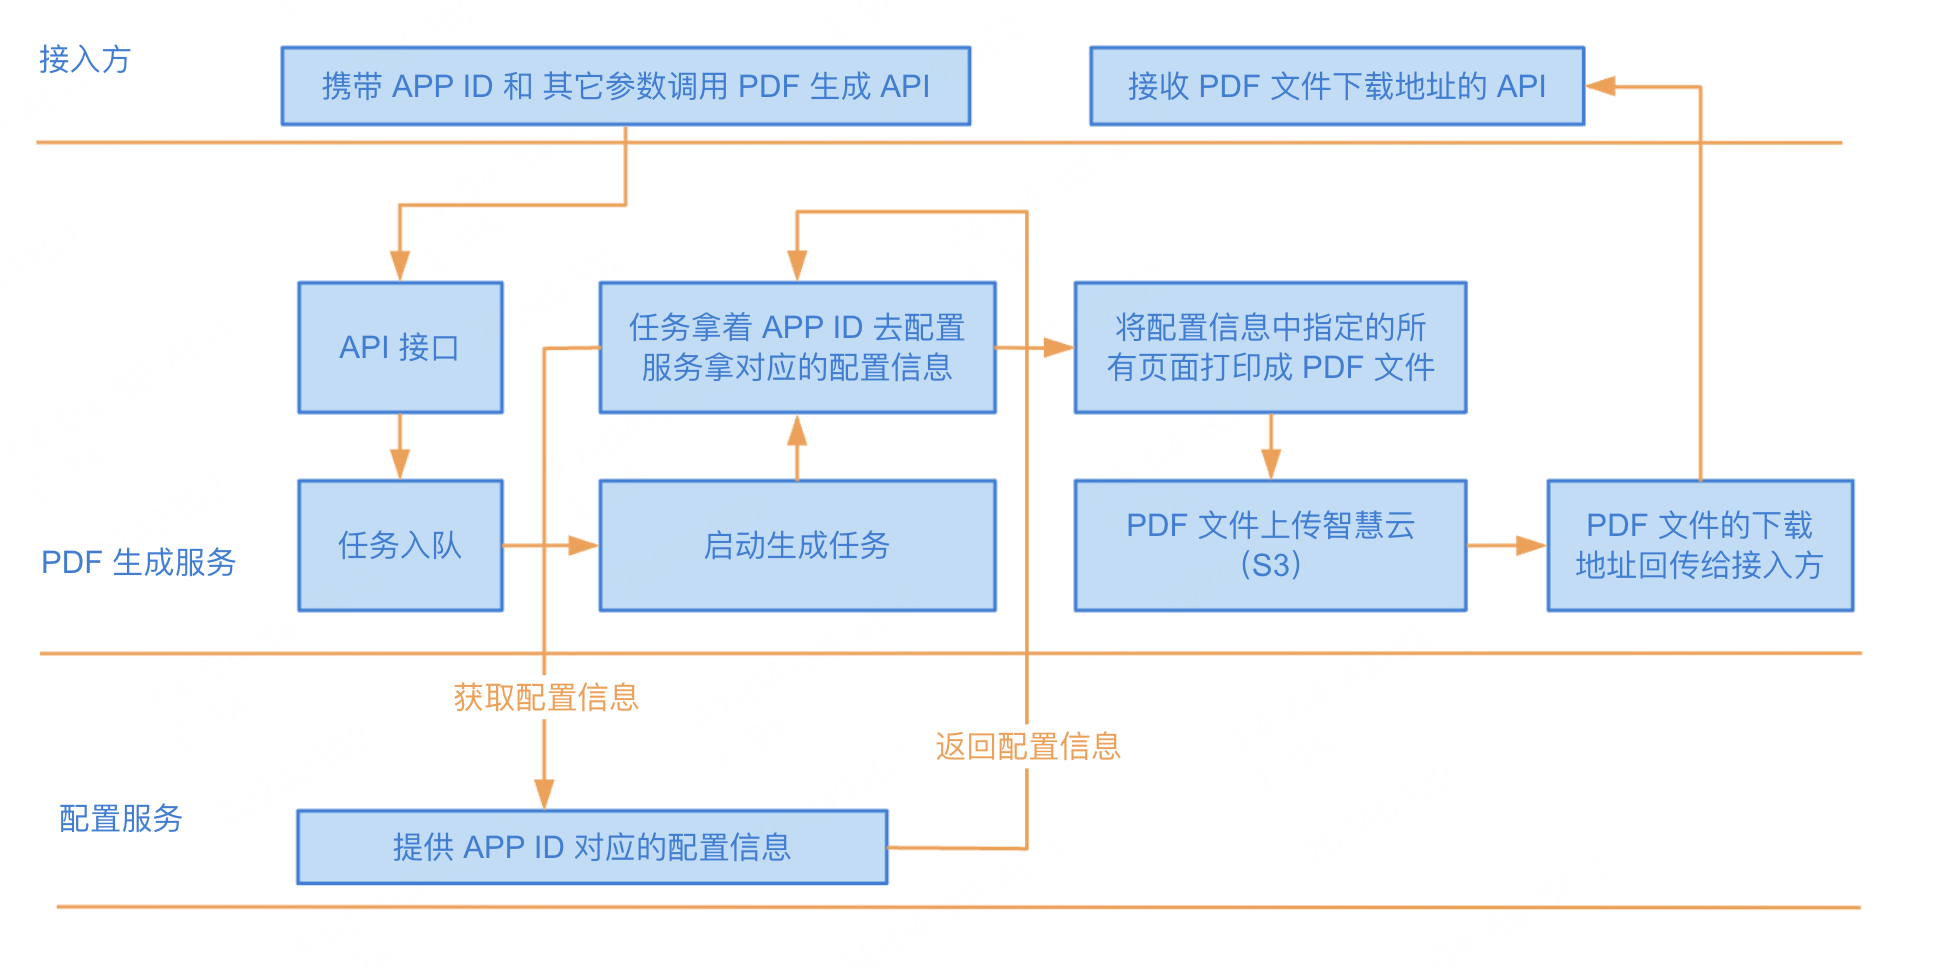 接入方
携带 APP ID 和 其它参数调用 PDF 生成 API
接收 PDF 文件下载地址的 API
API 接口
任务拿着 APP ID 去配置
服务拿对应的配置信息
将配置信息中指定的所
有页面打印成 PDF 文件
PDF 生成服务
任务入队
启动生成任务
PDF 文件上传智慧云
（S3）
PDF 文件的下载
地址回传给接入方
获取配置信息
返回配置信息
配置服务
提供 APP ID 对应的配置信息